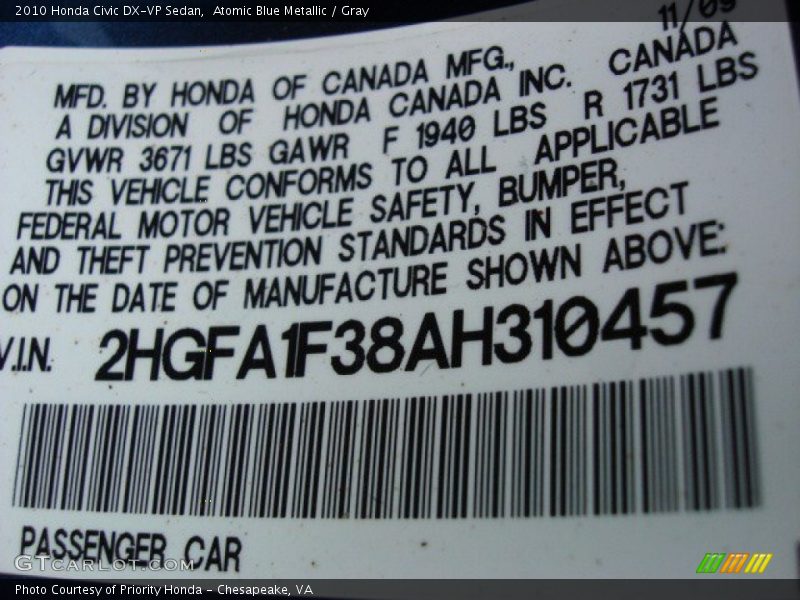 2010 Honda Civic DX-VP Sedan,  Atomic Blue Metallic / Gray
11/09
MFD. BY HONDA OF CANADA MFG.,
A DIVISION OF HONDA CANADA INC. CANADA
GVWR 3671 LBS GAWR F 1940 LBS R 1731 LBS
THIS VEHICLE CONFORMS TO ALL APPLICABLE
FEDERAL MOTOR VEHICLE SAFETY, BUMPER,
AND THEFT PREVENTION STANDARDS IN EFFECT
ON THE DATE OF MANUFACTURE SHOWN ABOVE:
V.I.N. 2HGFA1F38AH310457
PASSENGER CAR
GTCarLot.com
Photo Courtesy of Priority Honda - Chesapeake, VA